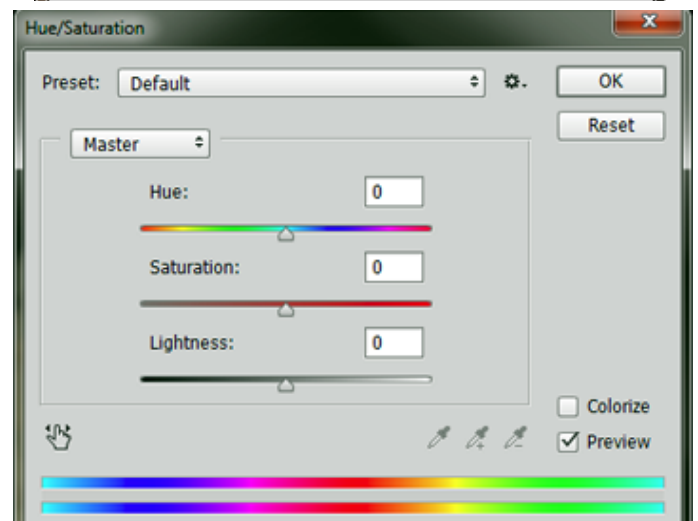 Hue/Saturation
Preset: Default OK
Reset
Master
Hue: 0
Saturation: 0
Lightness: 0
Colorize
Preview